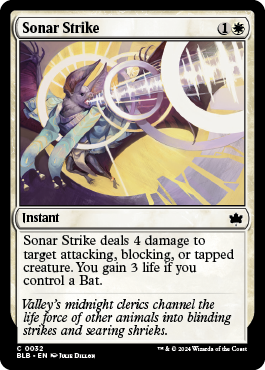 Sonar Strike 1
Instant
Sonar Strike deals 4 damage to
target attacking, blocking, or tapped
creature. You gain 3 life if you
control a Bat.
Valley's midnight clerics channel the
life force of other animals into blinding
strikes and searing shrieks.
C 0032
BLB • EN Julie Dillon
™ & © 2024 Wizards of the Coast